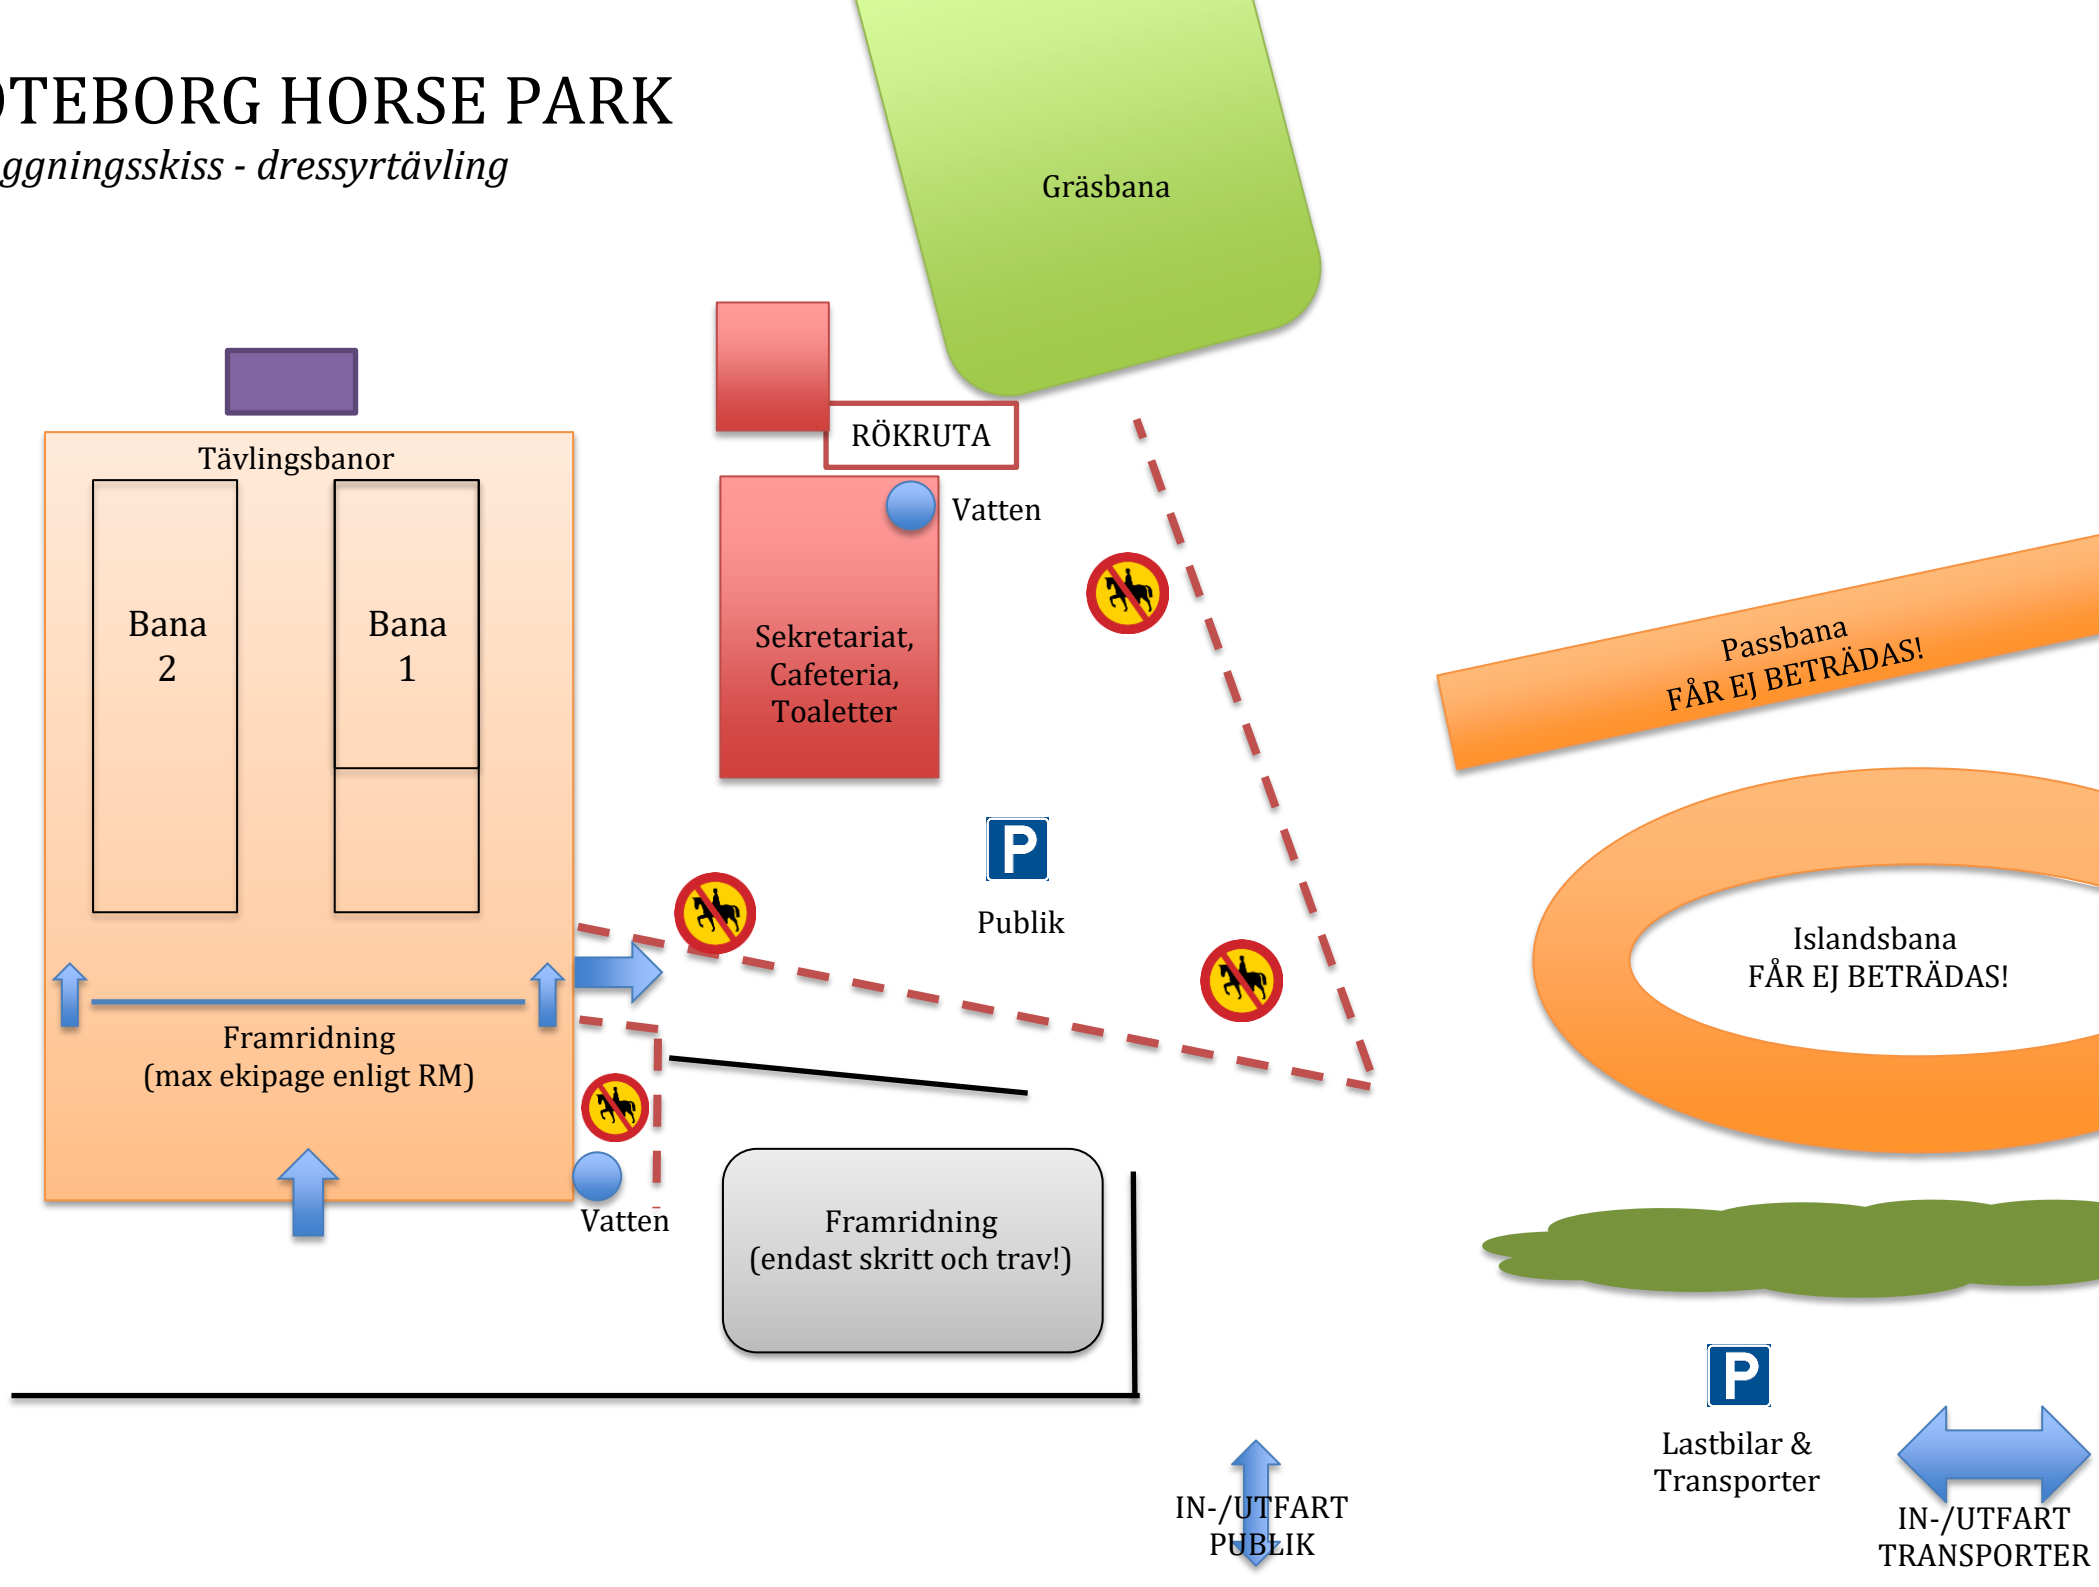 ÖTEBORG HORSE PARK
ggningsskiss - dressyrtävling
Gräsbana
RÖKRUTA
Tävlingsbanor
Vatten
Bana
2
Bana
1
Sekretariat,
Cafeteria,
Toaletter
Passbana
FÅR EJ BETRÄDAS!
P
Publik
Islandsbana
FÅR EJ BETRÄDAS!
Framridning
(max ekipage enligt RM)
Vatten
Framridning
(endast skritt och trav!)
P
Lastbilar &
Transporter
IN-/UTFART
PUBLIK
IN-/UTFART
TRANSPORTER